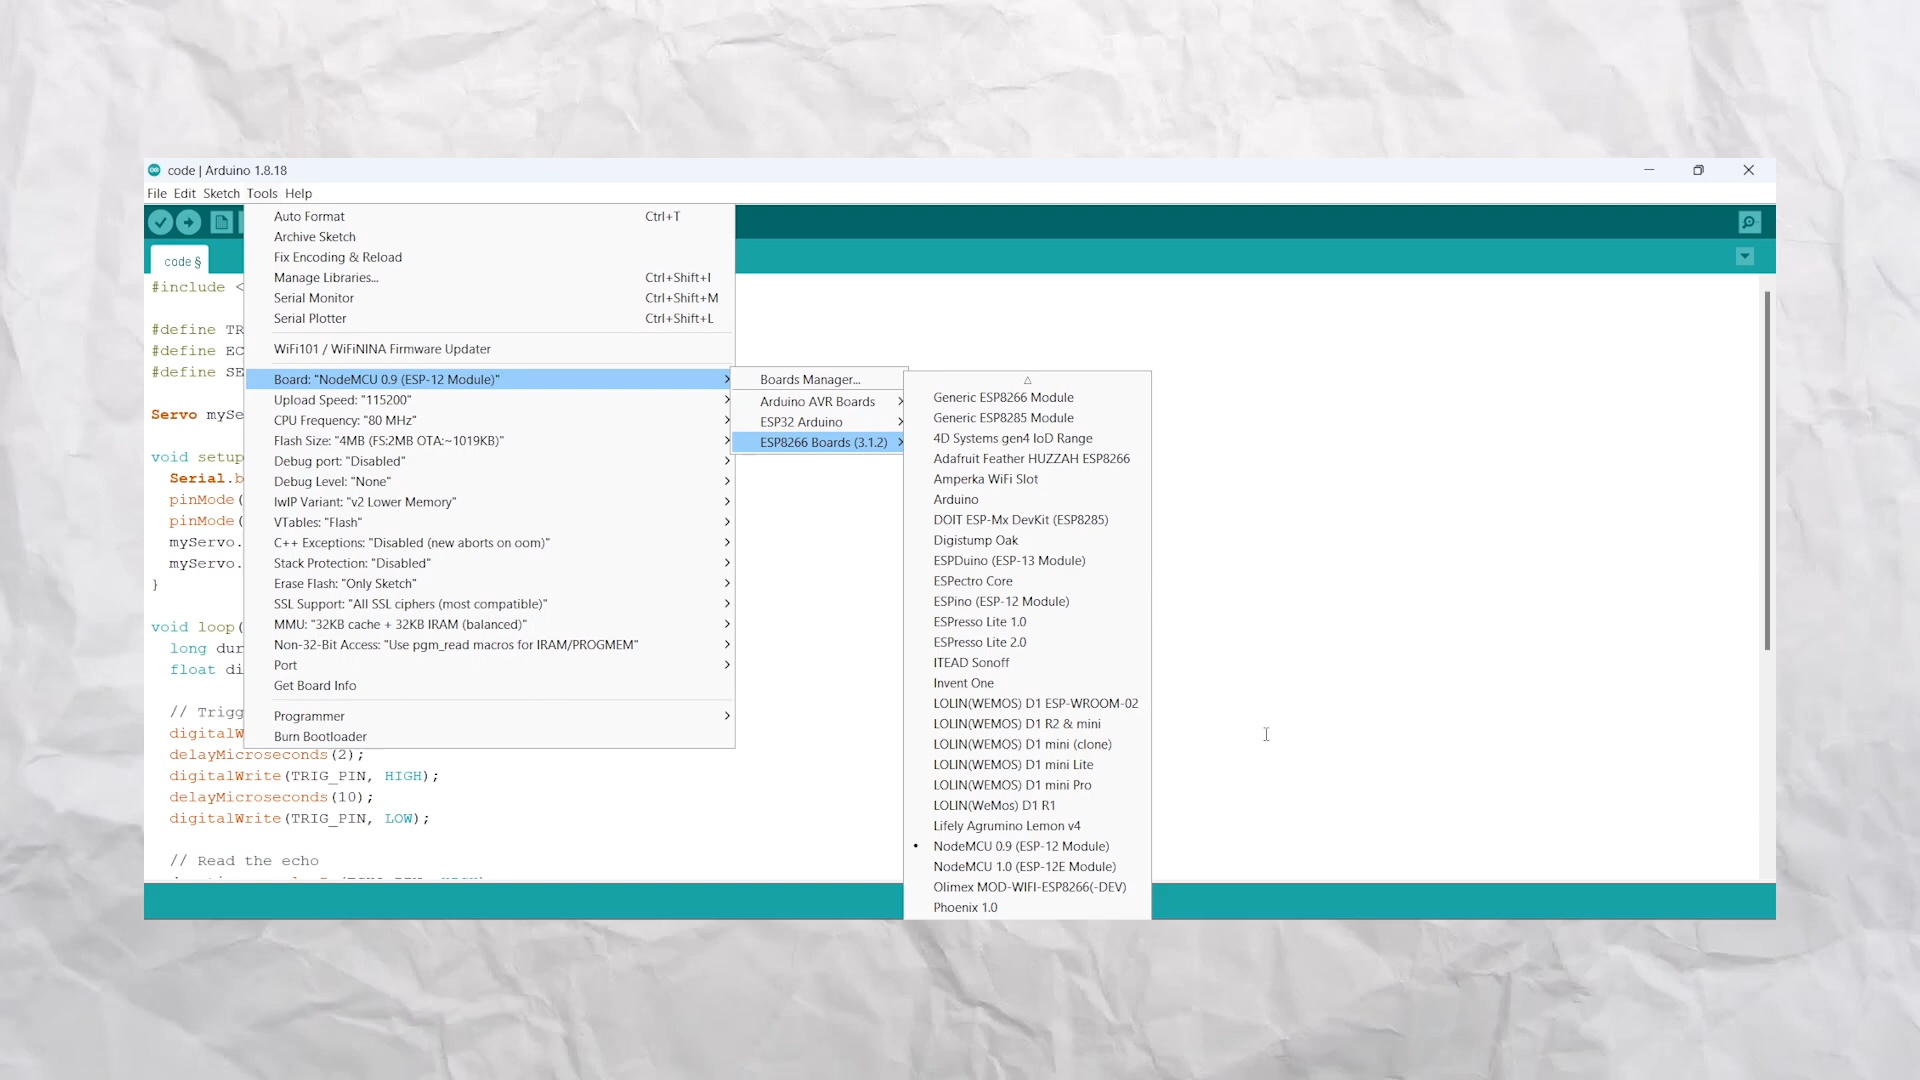 code | Arduino 1.8.18
File Edit Sketch Tools Help
code §
#include <
#define TR
#define EC
#define SE
Servo mySe
void setup
Serial.b
pinMode(
pinMode(
myServo.
myServo.
}
void loop(
long dur
float di
// Trigg
digitalW
delayMicroseconds(2);
digitalWrite(TRIG_PIN, HIGH);
delayMicroseconds(10);
digitalWrite(TRIG_PIN, LOW);
// Read the echo
Auto Format Ctrl+T
Archive Sketch
Fix Encoding & Reload
Manage Libraries... Ctrl+Shift+I
Serial Monitor Ctrl+Shift+M
Serial Plotter Ctrl+Shift+L
WiFi101 / WiFiNINA Firmware Updater
Board: "NodeMCU 0.9 (ESP-12 Module)"
Upload Speed: "115200"
CPU Frequency: "80 MHz"
Flash Size: "4MB (FS:2MB OTA:~1019KB)"
Debug port: "Disabled"
Debug Level: "None"
lwIP Variant: "v2 Lower Memory"
VTables: "Flash"
C++ Exceptions: "Disabled (new aborts on oom)"
Stack Protection: "Disabled"
Erase Flash: "Only Sketch"
SSL Support: "All SSL ciphers (most compatible)"
MMU: "32KB cache + 32KB IRAM (balanced)"
Non-32-Bit Access: "Use pgm_read macros for IRAM/PROGMEM"
Port
Get Board Info
Programmer
Burn Bootloader
Boards Manager...
Arduino AVR Boards
ESP32 Arduino
ESP8266 Boards (3.1.2)
Generic ESP8266 Module
Generic ESP8285 Module
4D Systems gen4 IoD Range
Adafruit Feather HUZZAH ESP8266
Amperka WiFi Slot
Arduino
DOIT ESP-Mx DevKit (ESP8285)
Digistump Oak
ESPDuino (ESP-13 Module)
ESPectro Core
ESPino (ESP-12 Module)
ESPresso Lite 1.0
ESPresso Lite 2.0
ITEAD Sonoff
Invent One
LOLIN(WEMOS) D1 ESP-WROOM-02
LOLIN(WEMOS) D1 R2 & mini
LOLIN(WEMOS) D1 mini (clone)
LOLIN(WEMOS) D1 mini Lite
LOLIN(WEMOS) D1 mini Pro
LOLIN(WeMos) D1 R1
Lifely Agrumino Lemon v4
NodeMCU 0.9 (ESP-12 Module)
NodeMCU 1.0 (ESP-12E Module)
Olimex MOD-WIFI-ESP8266(-DEV)
Phoenix 1.0